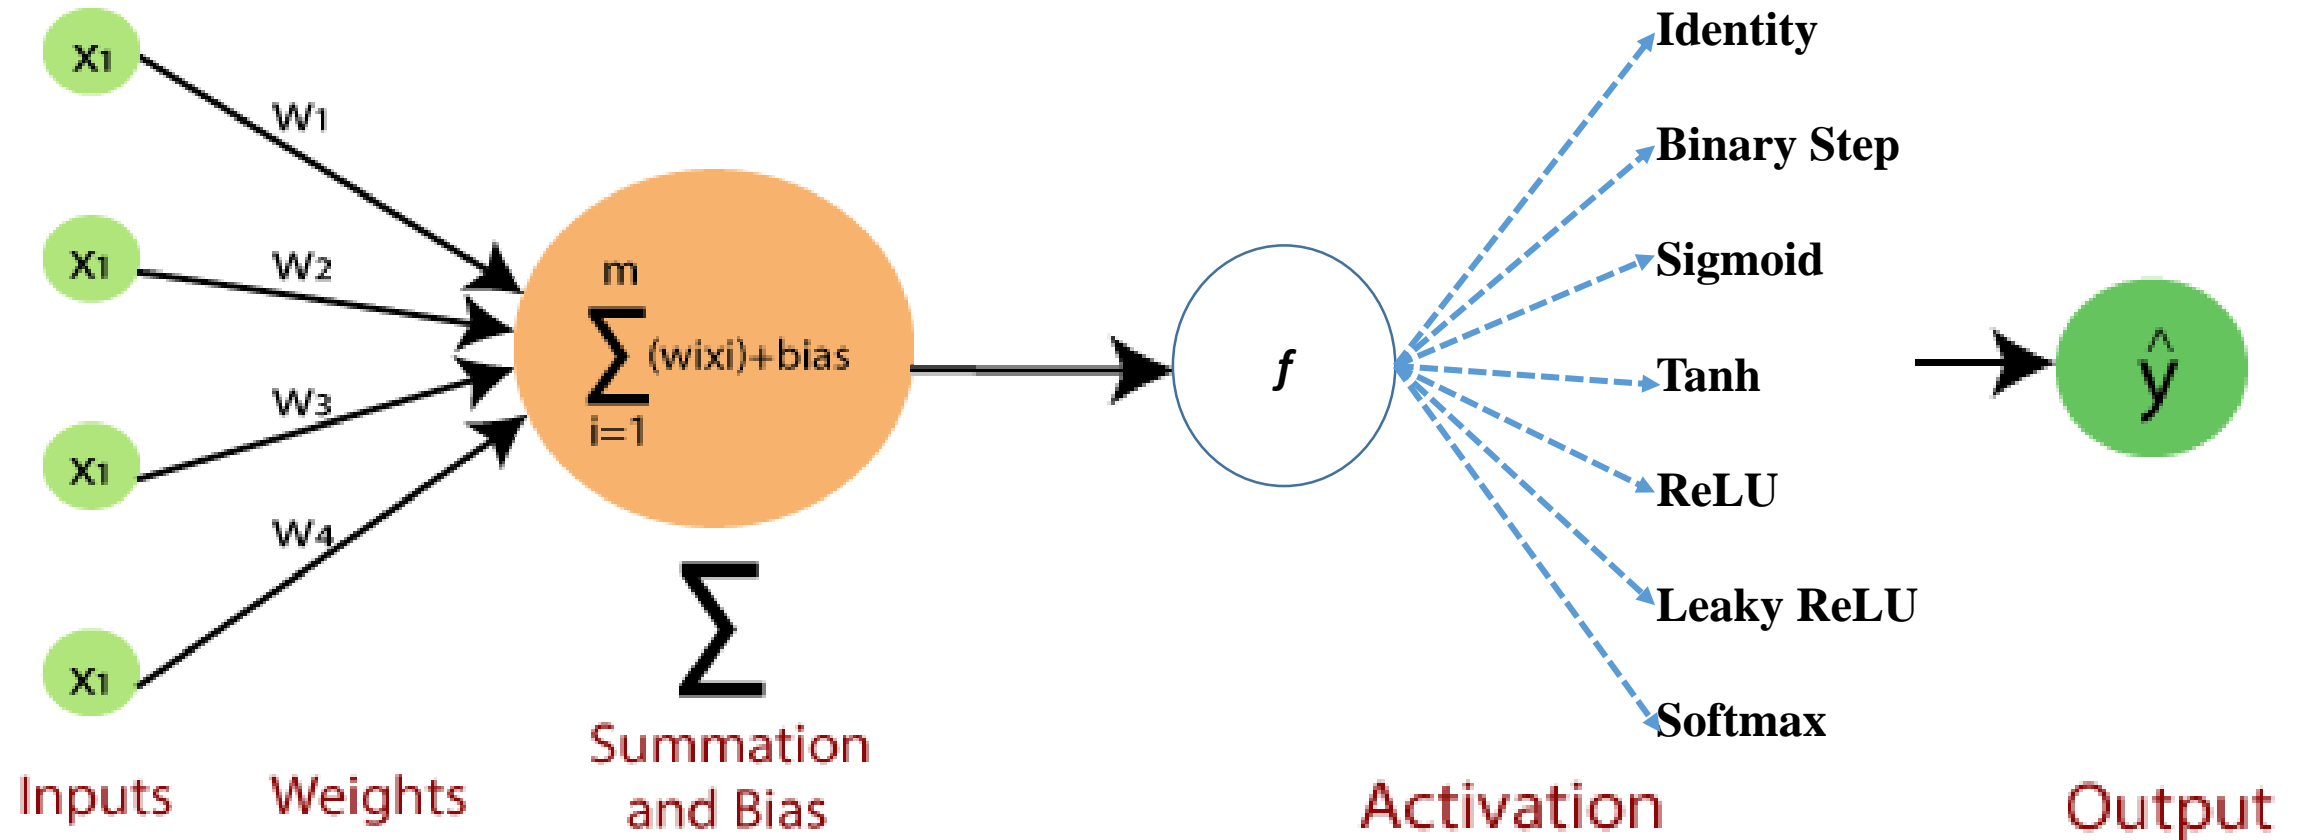 x1
W1
x1
W2
x1
W3
x1
W4
m
∑(wixi)+bias
i=1
∑
f
Identity
Binary Step
Sigmoid
Tanh
ReLU
Leaky ReLU
Softmax
ŷ
Inputs
Weights
Summation
and Bias
Activation
Output